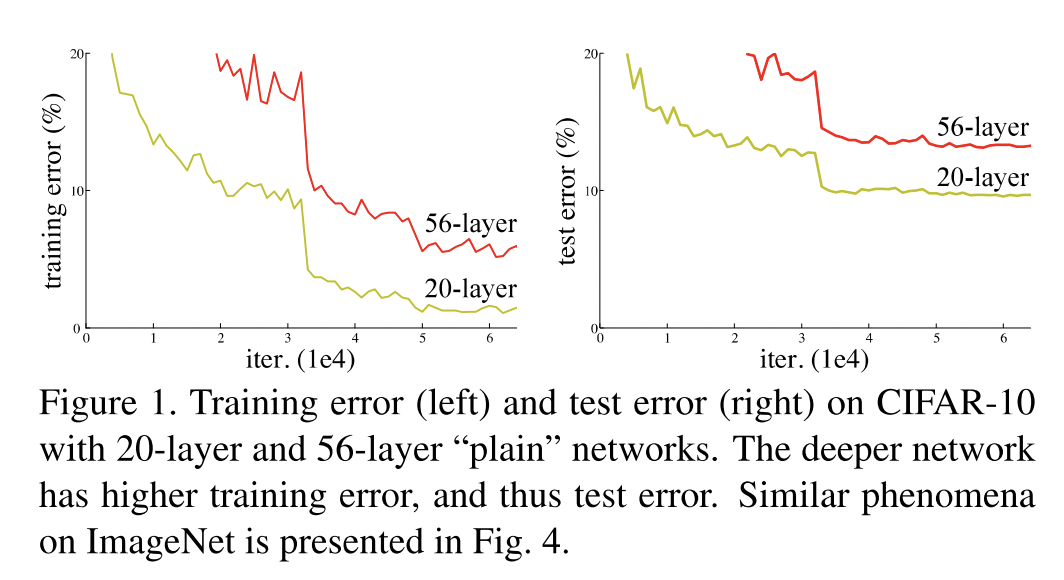 20
10
0
training error (%)
56-layer
20-layer
0 1 2 3 4 5 6
iter. (1e4)
20
10
0
test error (%)
56-layer
20-layer
0 1 2 3 4 5 6
iter. (1e4)
Figure 1. Training error (left) and test error (right) on CIFAR-10
with 20-layer and 56-layer “plain” networks. The deeper network
has higher training error, and thus test error. Similar phenomena
on ImageNet is presented in Fig. 4.